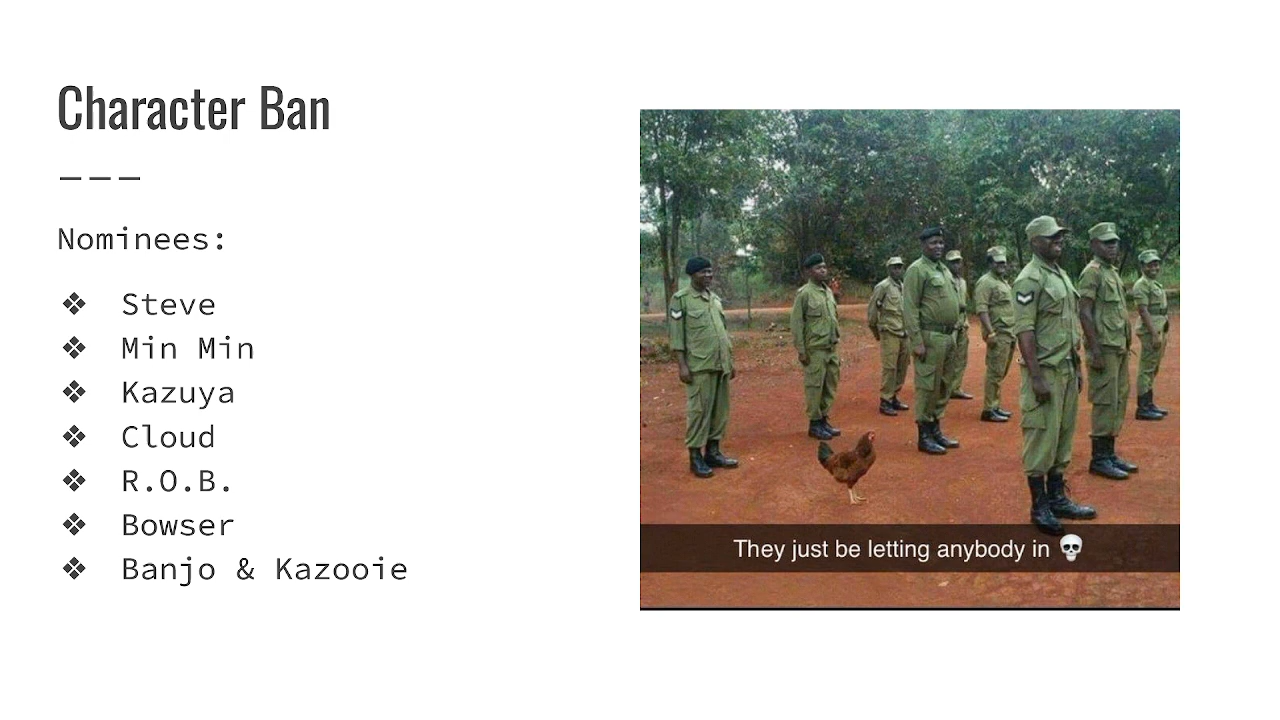 Character Ban
Nominees:
❖ Steve
❖ Min Min
❖ Kazuya
❖ Cloud
❖ R.O.B.
❖ Bowser
❖ Banjo & Kazooie
They just be letting anybody in 💀